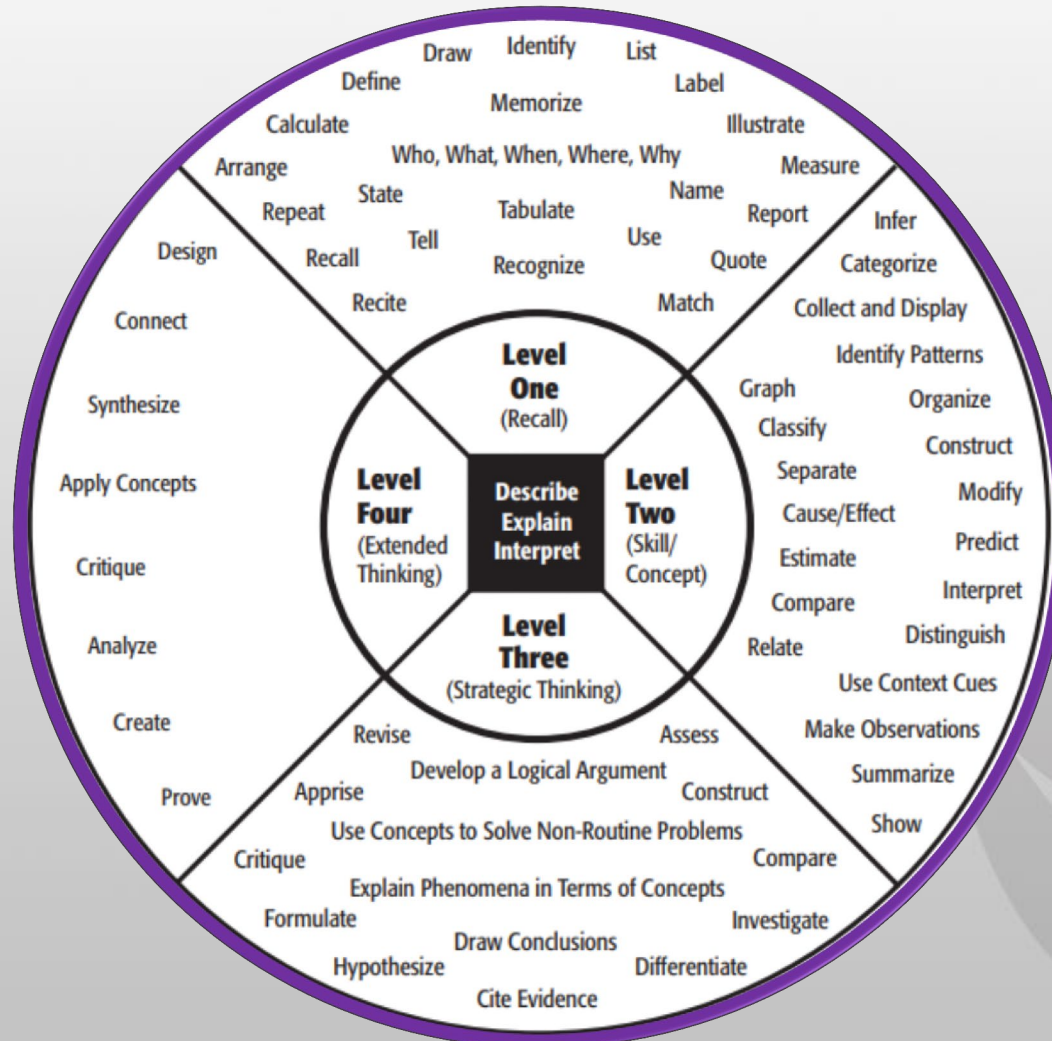 Draw
Identify
List
Define
Label
Memorize
Calculate
Illustrate
Who, What, When, Where, Why
Arrange
Measure
State
Name
Repeat
Tabulate
Report
Tell
Use
Recall
Recognize
Quote
Recite
Match
Level
One
(Recall)
Infer
Categorize
Collect and Display
Identify Patterns
Graph
Organize
Classify
Construct
Separate
Modify
Cause/Effect
Predict
Estimate
Interpret
Compare
Distinguish
Relate
Use Context Cues
Make Observations
Summarize
Show
Level
Two
(Skill/
Concept)
Describe
Explain
Interpret
Level
Three
(Strategic Thinking)
Revise
Assess
Develop a Logical Argument
Apprise
Construct
Use Concepts to Solve Non-Routine Problems
Critique
Compare
Explain Phenomena in Terms of Concepts
Formulate
Investigate
Draw Conclusions
Hypothesize
Differentiate
Cite Evidence
Level
Four
(Extended
Thinking)
Design
Connect
Synthesize
Apply Concepts
Critique
Analyze
Create
Prove